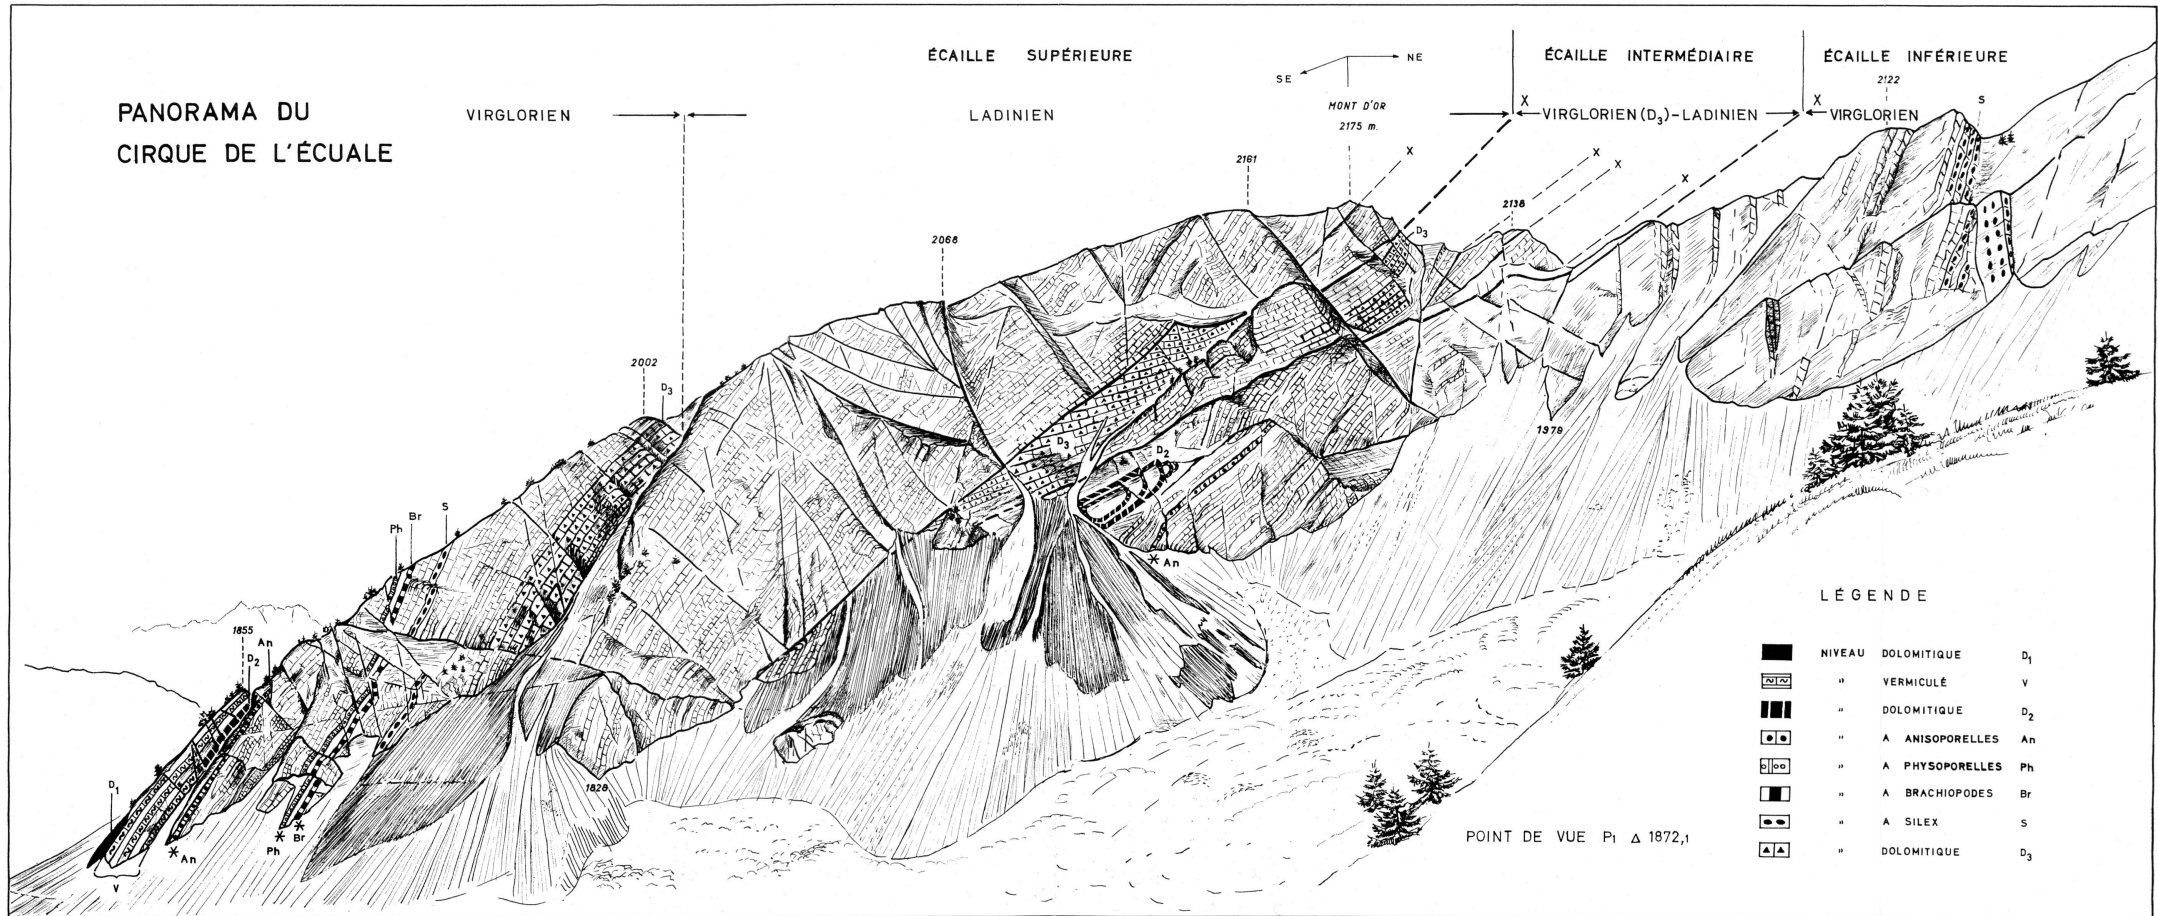 PANORAMA DU
CIRQUE DE L'ÉCUALE
ÉCAILLE SUPÉRIEURE
ÉCAILLE INTERMÉDIAIRE
ÉCAILLE INFÉRIEURE
SE
NE
2122
VIRGLORIEN
LADINIEN
MONT D'OR
2175 m.
X
VIRGLORIEN (D3)-LADINIEN
X
VIRGLORIEN
S
2161
X
X
X
X
2138
D3
2068
2002
D3
D3
D2
1978
Ph
Br
S
An
1855
D2
An
D1
1828
V
An
Ph
Br
POINT DE VUE P1 Δ 1872,1
LÉGENDE
NIVEAU DOLOMITIQUE D1
" VERMICULÉ V
" DOLOMITIQUE D2
" A ANISOPORELLES An
" A PHYSOPORELLES Ph
" A BRACHIOPODES Br
" A SILEX S
" DOLOMITIQUE D3